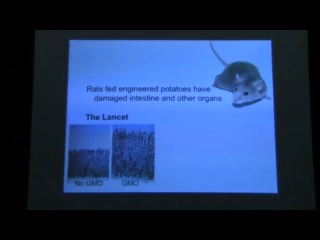 Rats fed engineered potatoes have
damaged intestine and other organs
The Lancet
No GMO GMO